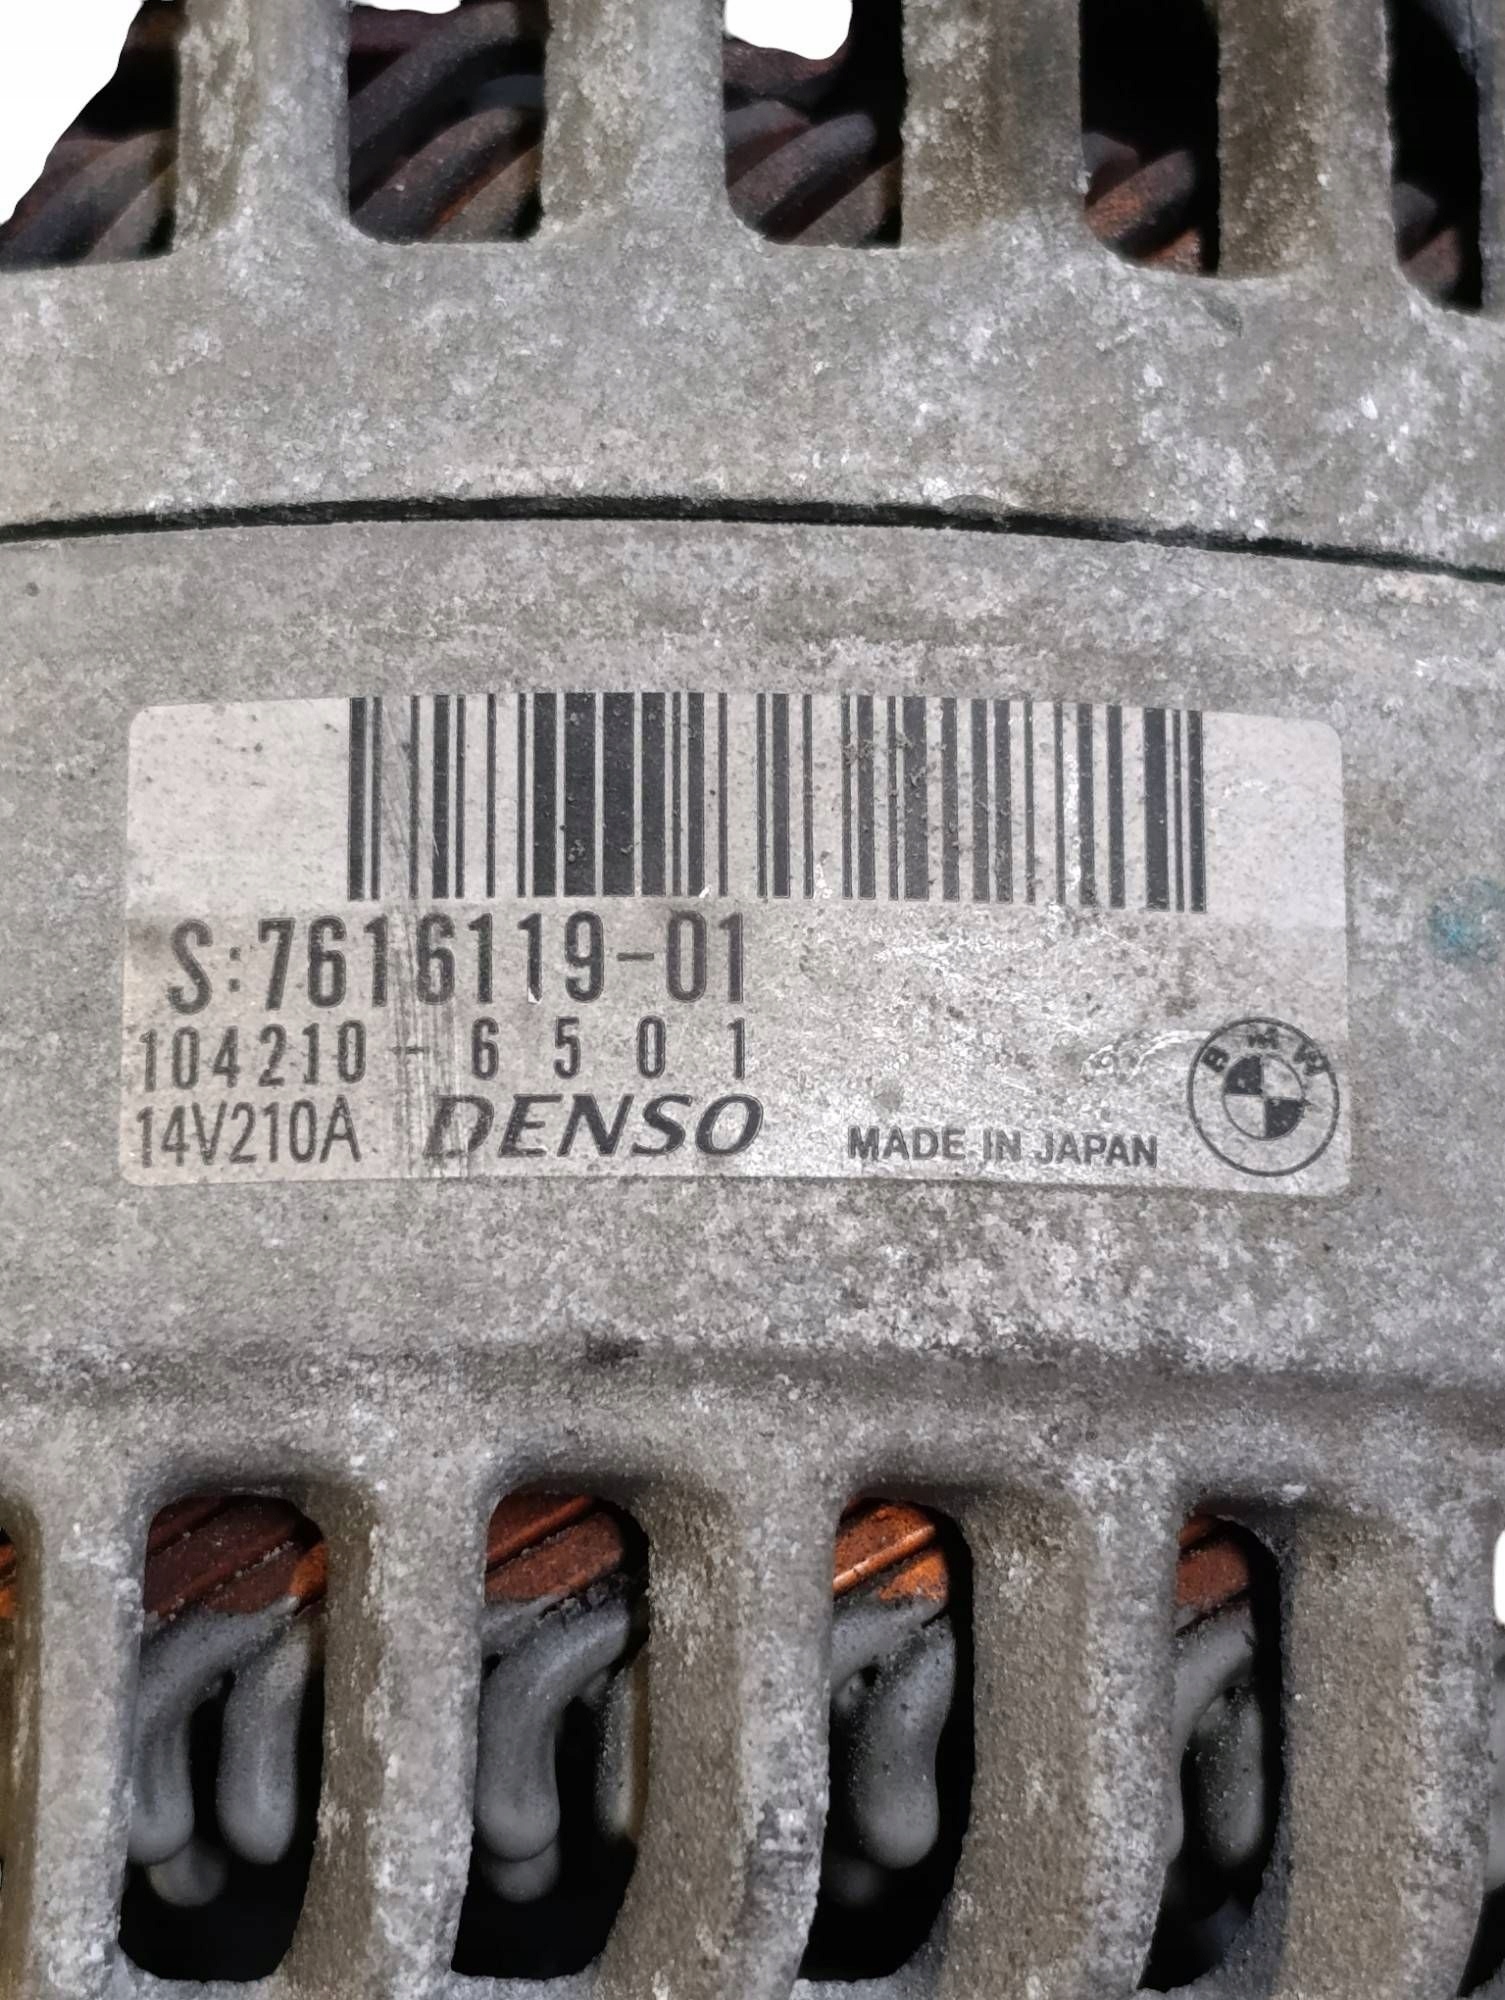 S:7616119-01
104210-6501
14V210A DENSO MADE IN JAPAN BMW